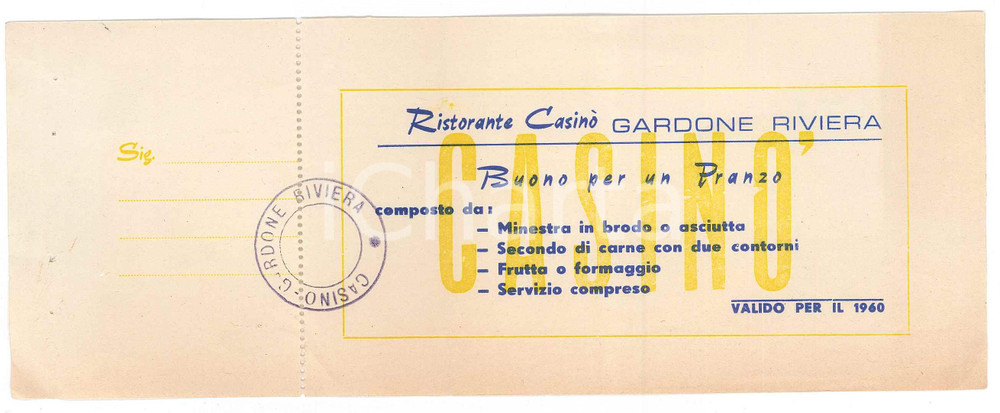 Sig.
CASINO-GARDONE RIVIERA
Ristorante Casinò GARDONE RIVIERA
CASINO'
Buono per un Pranzo
composto da:
— Minestra in brodo o asciutta
— Secondo di carne con due contorni
— Frutta o formaggio
— Servizio compreso
VALIDO PER IL 1960
iCharta